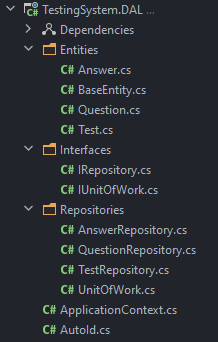 TestingSystem.DAL ...
Dependencies
Entities
C# Answer.cs
C# BaseEntity.cs
C# Question.cs
C# Test.cs
Interfaces
C# IRepository.cs
C# IUnitOfWork.cs
Repositories
C# AnswerRepository.cs
C# QuestionRepository.cs
C# TestRepository.cs
C# UnitOfWork.cs
C# ApplicationContext.cs
C# AutoId.cs